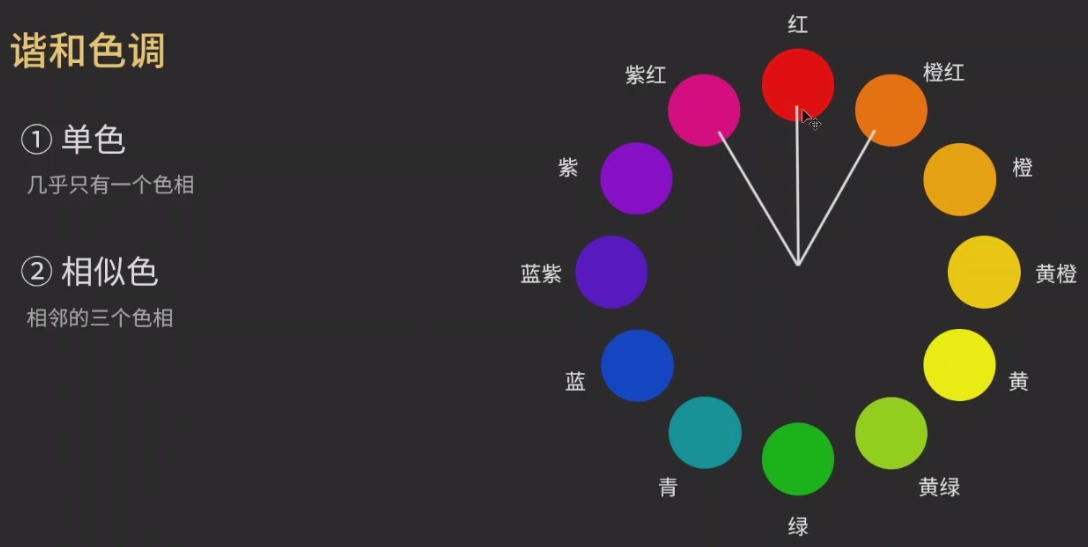 谐和色调
① 单色
几乎只有一个色相
② 相似色
相邻的三个色相
红
橙红
橙
黄橙
黄
黄绿
绿
青
蓝
蓝紫
紫
紫红